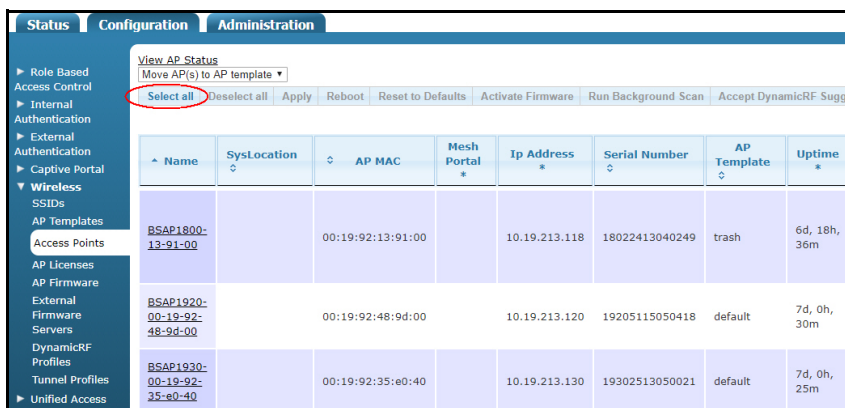 Status Configuration Administration
View AP Status
Move AP(s) to AP template
Select all Deselect all Apply Reboot Reset to Defaults Activate Firmware Run Background Scan Accept DynamicRF Sugg
Role Based
Access Control
Internal
Authentication
External
Authentication
Captive Portal
Wireless
SSIDs
AP Templates
Access Points
AP Licenses
AP Firmware
External
Firmware
Servers
DynamicRF
Profiles
Tunnel Profiles
Unified Access
Name SysLocation AP MAC Mesh Portal * Ip Address * Serial Number AP Template Uptime *
BSAP1800-
13-91-00
00:19:92:13:91:00 10.19.213.118 18022413040249 trash 6d, 18h,
36m
BSAP1920-
00-19-92-
48-9d-00
00:19:92:48:9d:00 10.19.213.120 19205115050418 default 7d, 0h,
30m
BSAP1930-
00-19-92-
35-e0-40
00:19:92:35:e0:40 10.19.213.130 19302513050021 default 7d, 0h,
25m